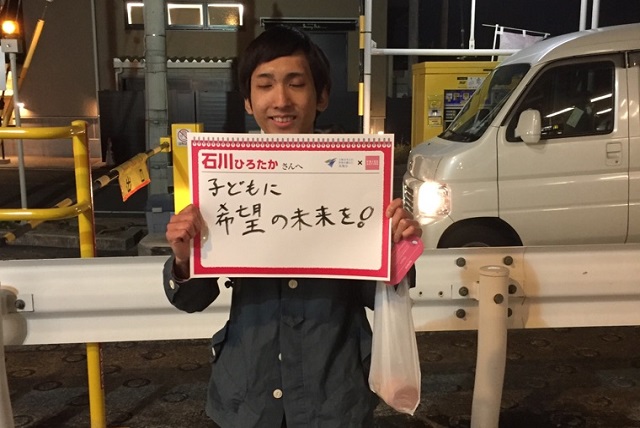 石川ひろたか さんへ
子どもに
希望の未来を!